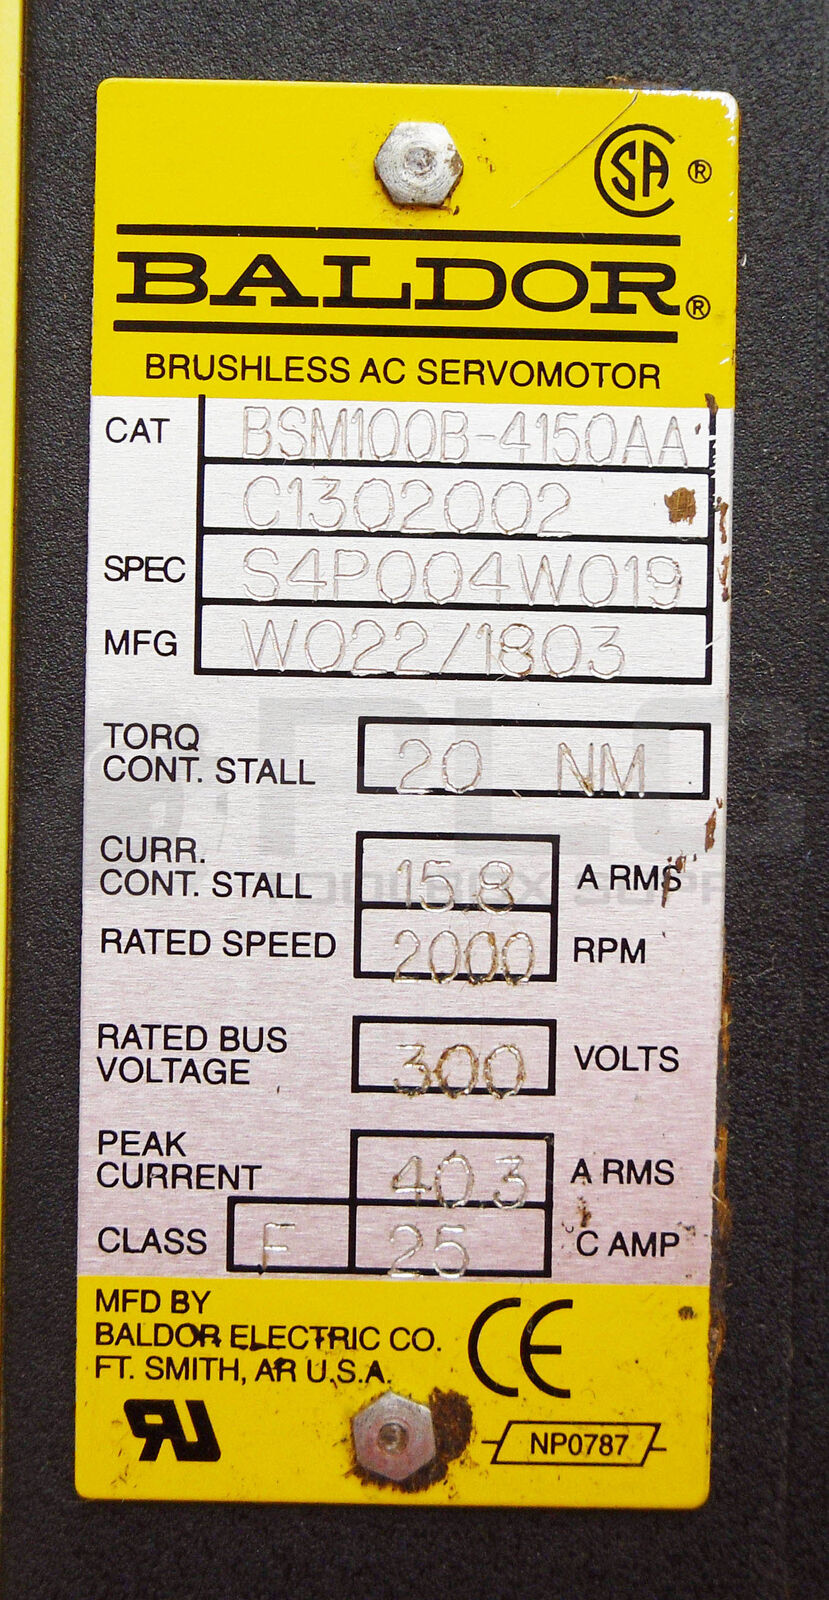 SA ®
BALDOR®
BRUSHLESS AC SERVOMOTOR
CAT BSM100B-4150AA
C1302002
SPEC S4P004W019
MFG W022/1803
TORQ
CONT. STALL 20 NM
CURR.
CONT. STALL 15.8 A RMS
RATED SPEED 2000 RPM
RATED BUS
VOLTAGE 300 VOLTS
PEAK
CURRENT 40.3 A RMS
CLASS F 25 °C AMP
MFD BY
BALDOR ELECTRIC CO.
FT. SMITH, AR U.S.A.
CE
RU
NP0787